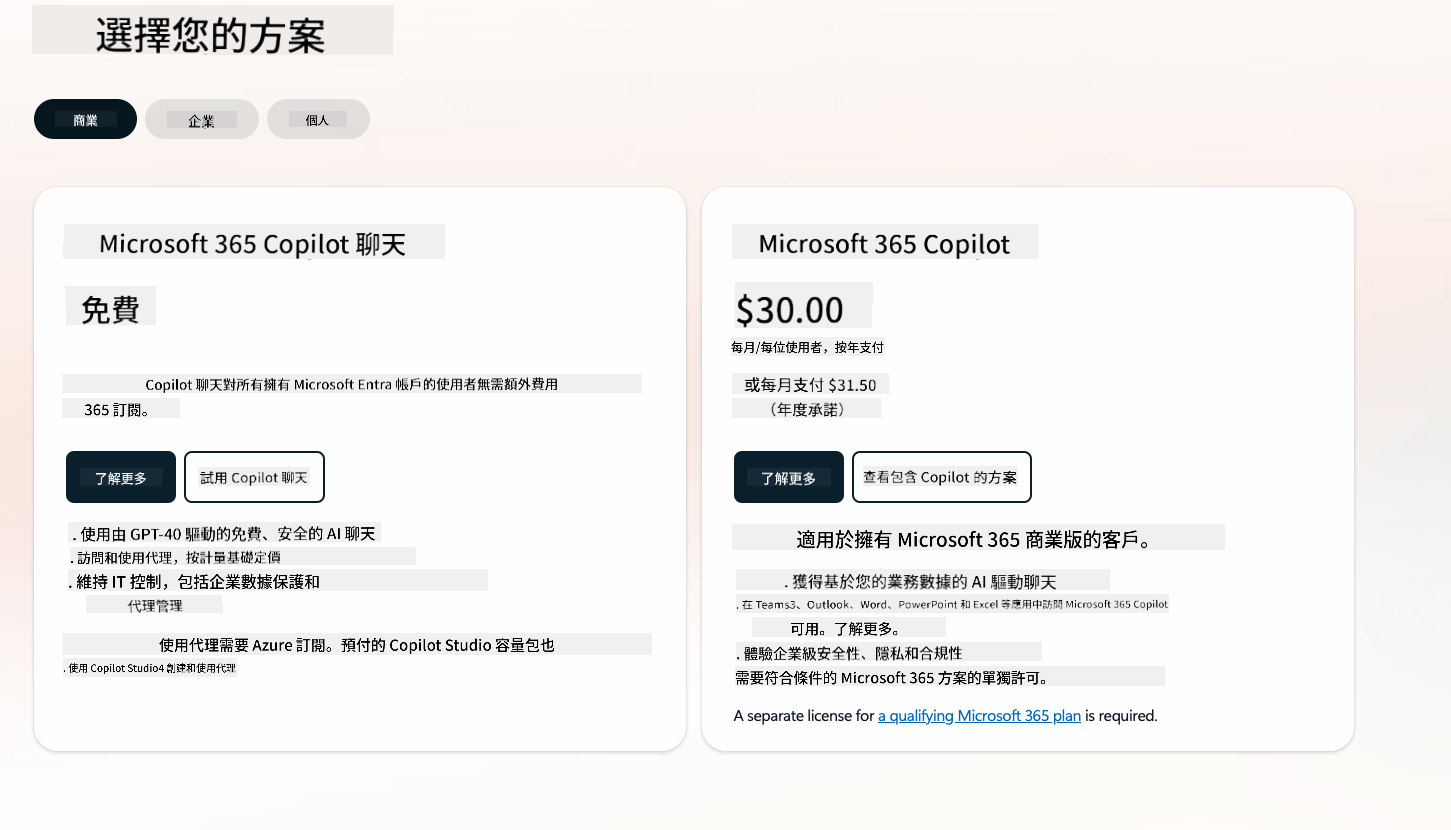 選擇您的方案
商業
企業
個人
Microsoft 365 Copilot 聊天
免費
Copilot 聊天對所有擁有 Microsoft Entra 帳戶的使用者無需額外費用
365 訂閱。
了解更多
試用 Copilot 聊天
. 使用由 GPT-40 驅動的免費、安全的 AI 聊天
. 訪問和使用代理，按計量基礎定價
. 維持 IT 控制，包括企業數據保護和
代理管理
使用代理需要 Azure 訂閱。預付的 Copilot Studio 容量包也
. 使用 Copilot Studio4 創建和使用代理
Microsoft 365 Copilot
$30.00
每月/每位使用者，按年支付
或每月支付 $31.50
（年度承諾）
了解更多
查看包含 Copilot 的方案
適用於擁有 Microsoft 365 商業版的客戶。
. 獲得基於您的業務數據的 AI 驅動聊天
. 在 Teams3、Outlook、Word、PowerPoint 和 Excel 等應用中訪問 Microsoft 365 Copilot
可用。了解更多。
. 體驗企業級安全性、隱私和合規性
需要符合條件的 Microsoft 365 方案的單獨許可。
A separate license for a qualifying Microsoft 365 plan is required.